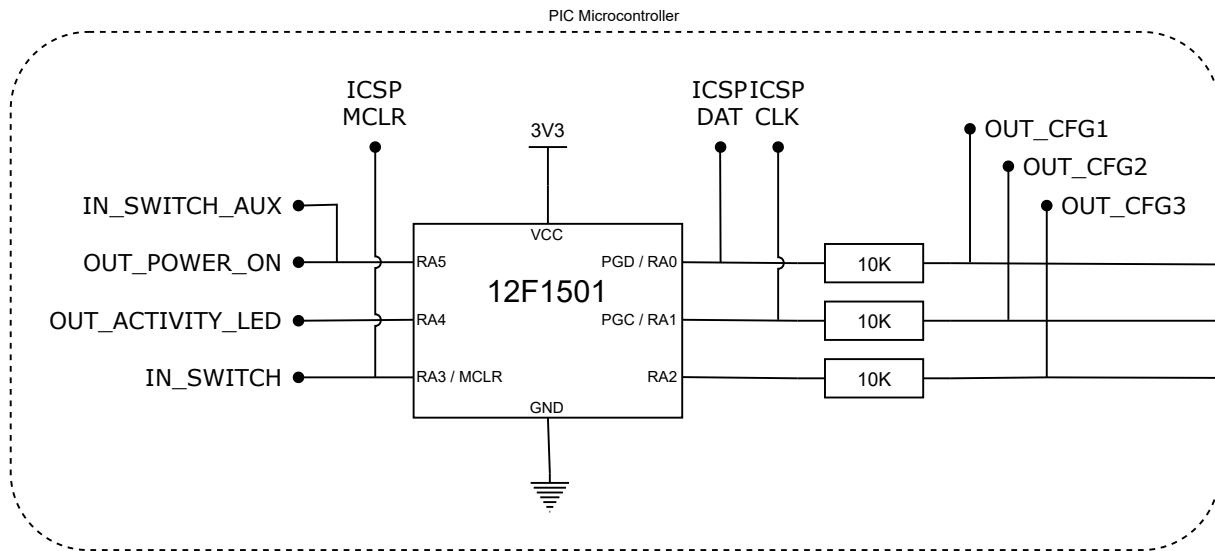 PIC Microcontroller
ICSP
MCLR
ICSP
DAT
ICSP
CLK
3V3
OUT_CFG1
OUT_CFG2
OUT_CFG3
IN_SWITCH_AUX
OUT_POWER_ON
OUT_ACTIVITY_LED
IN_SWITCH
VCC
RA5
PGD / RA0
12F1501
RA4
PGC / RA1
RA3 / MCLR
RA2
GND
10K
10K
10K